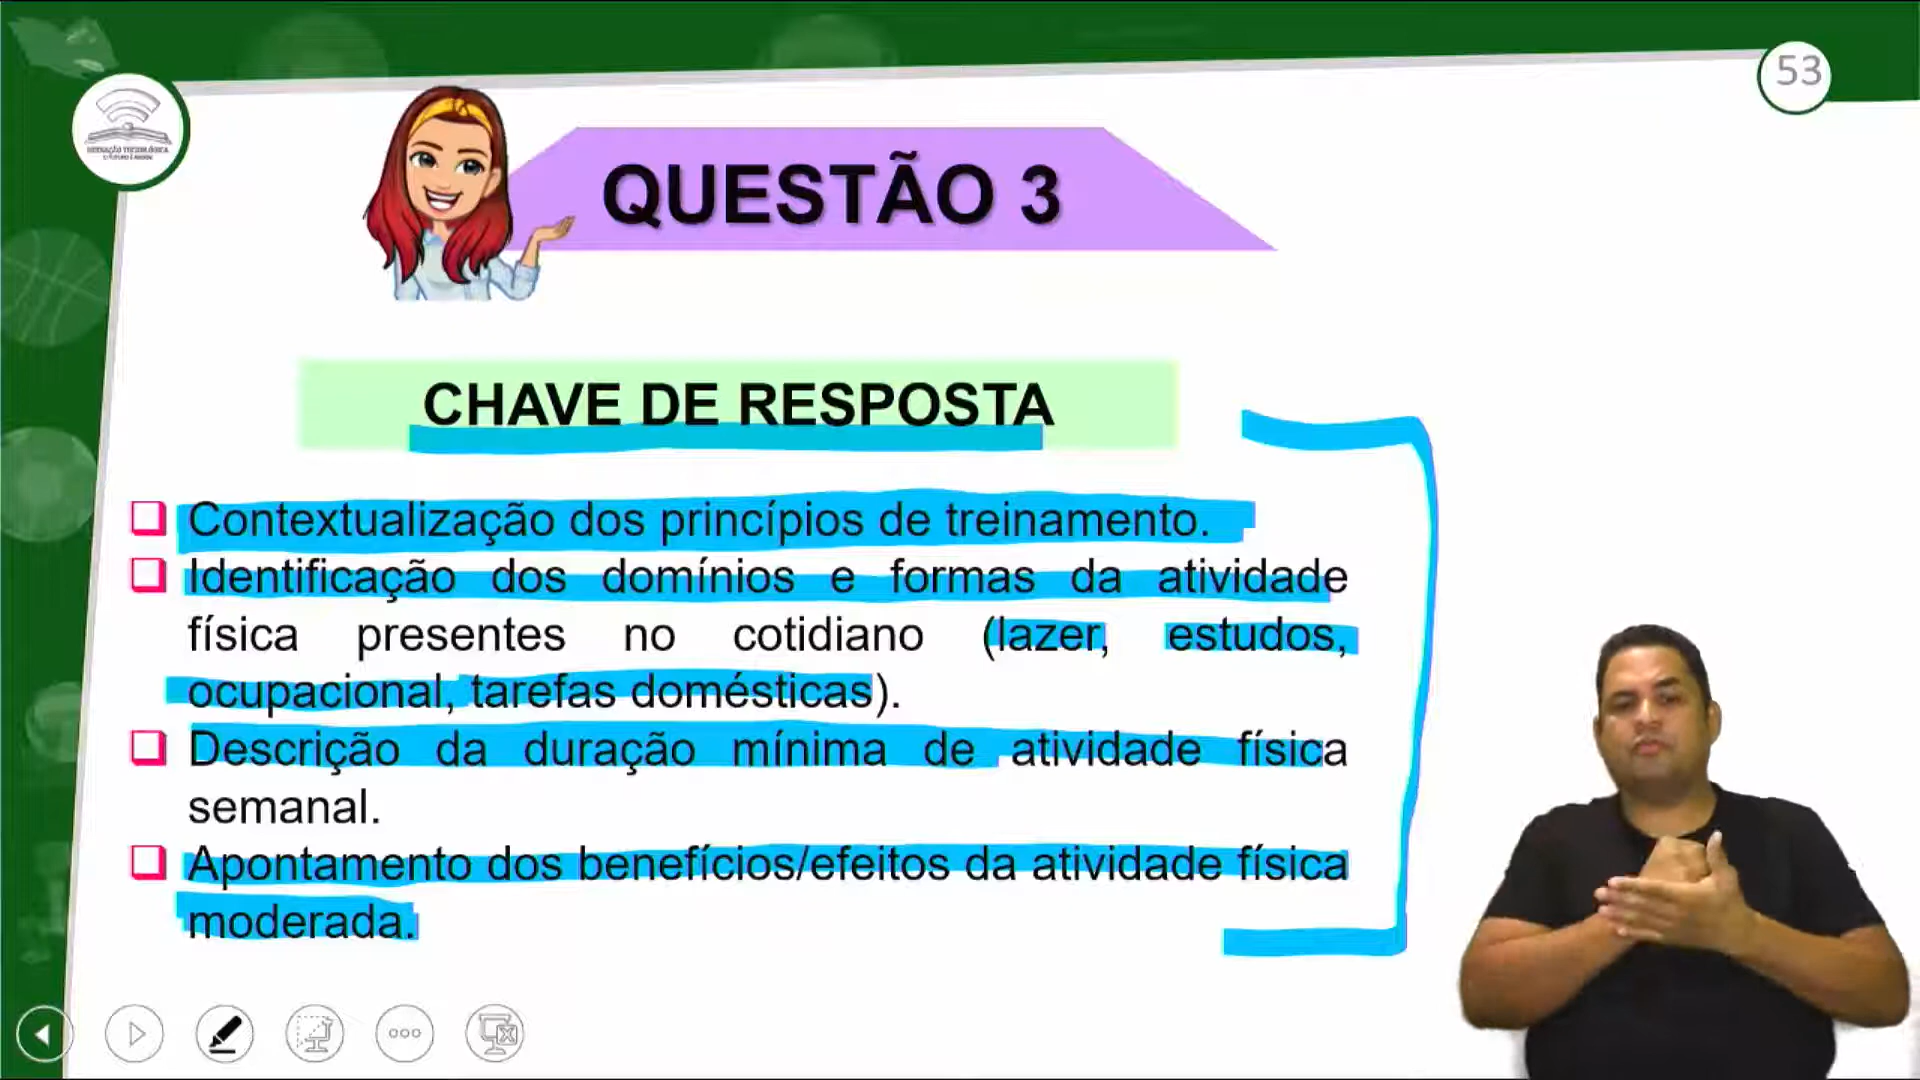 53
MEDIAÇÃO TECNOLÓGICA
QUESTÃO 3
CHAVE DE RESPOSTA
Contextualização dos princípios de treinamento.
Identificação dos domínios e formas da atividade
física presentes no cotidiano (lazer, estudos,
ocupacional, tarefas domésticas).
Descrição da duração mínima de atividade física
semanal.
Apontamento dos benefícios/efeitos da atividade física
moderada.